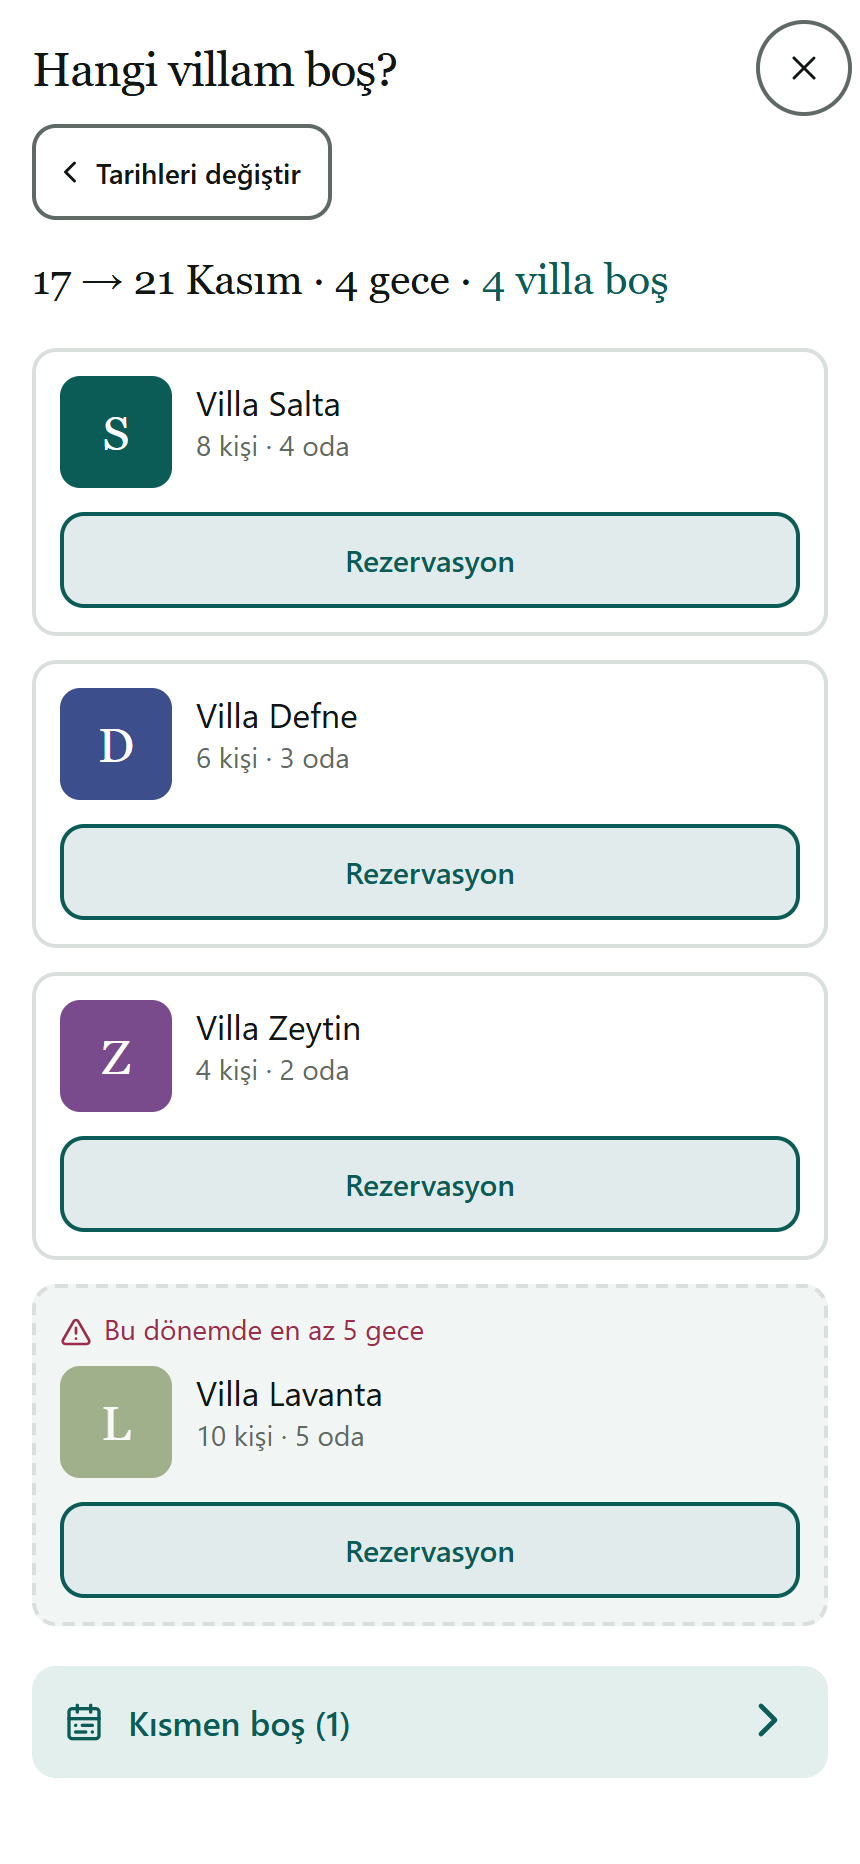 Hangi villam boş?
Tarihleri değiştir
17 → 21 Kasım · 4 gece · 4 villa boş
S
Villa Salta
8 kişi · 4 oda
Rezervasyon
D
Villa Defne
6 kişi · 3 oda
Rezervasyon
Z
Villa Zeytin
4 kişi · 2 oda
Rezervasyon
Bu dönemde en az 5 gece
L
Villa Lavanta
10 kişi · 5 oda
Rezervasyon
Kısmen boş (1)